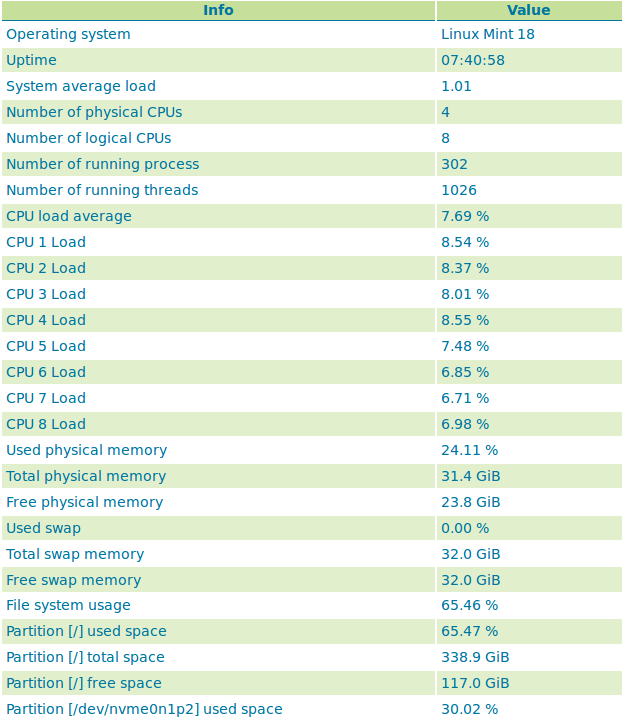 Info Value
Operating system Linux Mint 18
Uptime 07:40:58
System average load 1.01
Number of physical CPUs 4
Number of logical CPUs 8
Number of running process 302
Number of running threads 1026
CPU load average 7.69 %
CPU 1 Load 8.54 %
CPU 2 Load 8.37 %
CPU 3 Load 8.01 %
CPU 4 Load 8.55 %
CPU 5 Load 7.48 %
CPU 6 Load 6.85 %
CPU 7 Load 6.71 %
CPU 8 Load 6.98 %
Used physical memory 24.11 %
Total physical memory 31.4 GiB
Free physical memory 23.8 GiB
Used swap 0.00 %
Total swap memory 32.0 GiB
Free swap memory 32.0 GiB
File system usage 65.46 %
Partition [/] used space 65.47 %
Partition [/] total space 338.9 GiB
Partition [/] free space 117.0 GiB
Partition [/dev/nvme0n1p2] used space 30.02 %